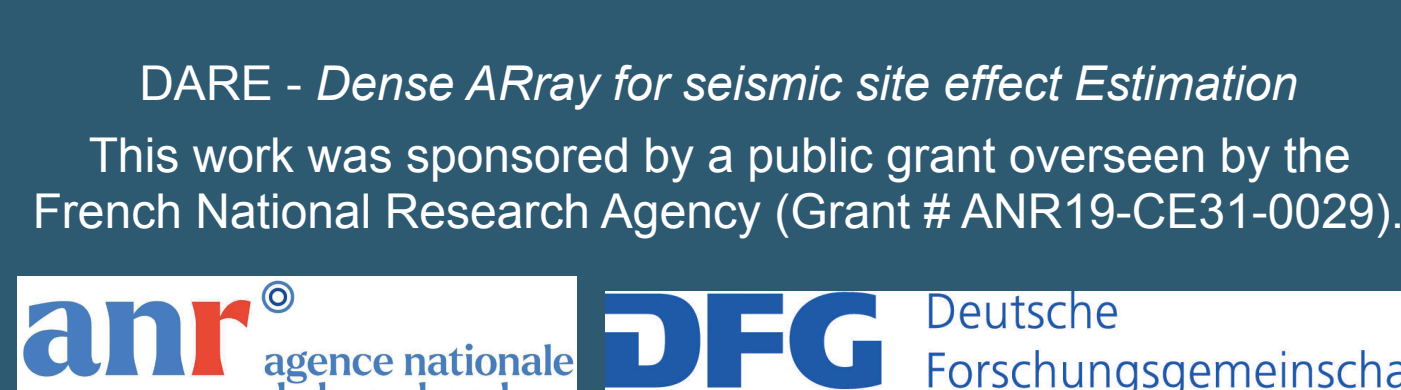 DARE - Dense ARray for seismic site effect Estimation
This work was sponsored by a public grant overseen by the
French National Research Agency (Grant # ANR19-CE31-0029).
anr
agence nationale
DFG
Deutsche